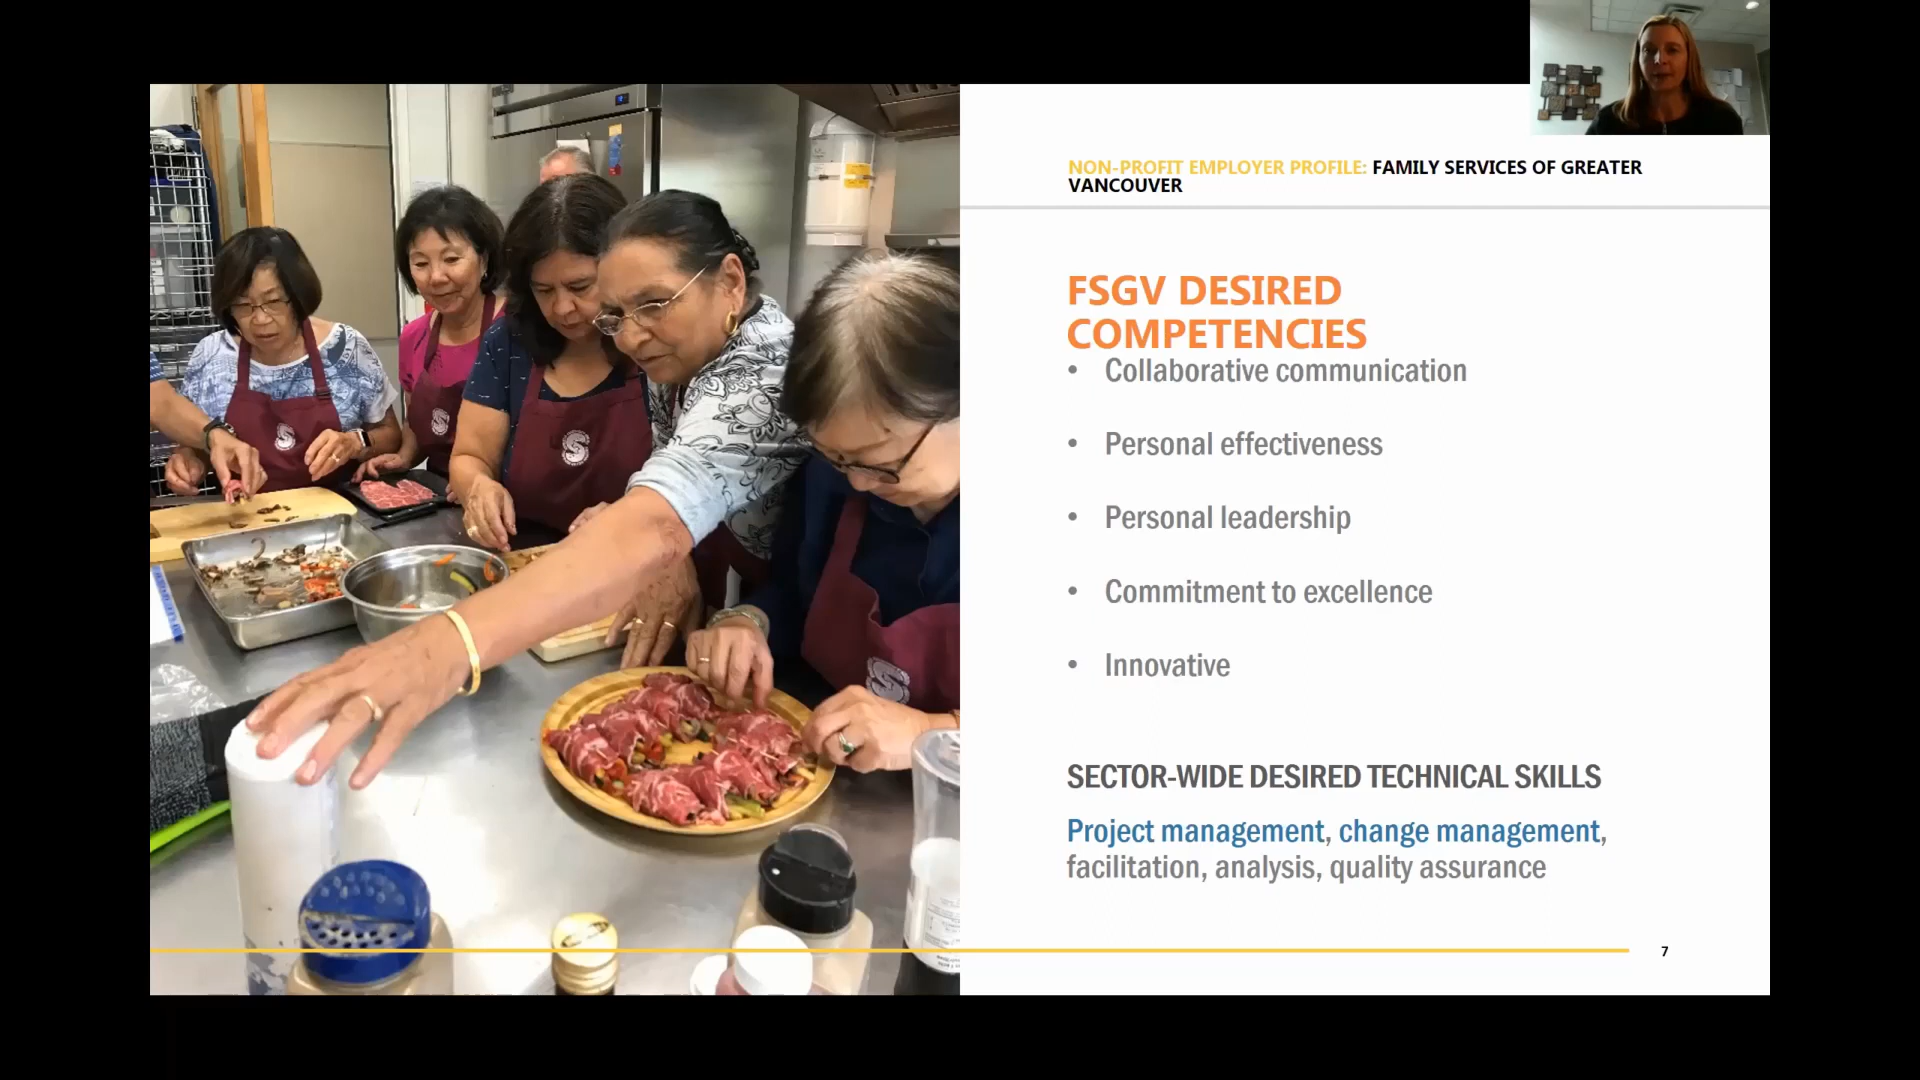 NON-PROFIT EMPLOYER PROFILE: FAMILY SERVICES OF GREATER
VANCOUVER
FSGV DESIRED
COMPETENCIES
• Collaborative communication
• Personal effectiveness
• Personal leadership
• Commitment to excellence
• Innovative
SECTOR-WIDE DESIRED TECHNICAL SKILLS
Project management, change management,
facilitation, analysis, quality assurance
7